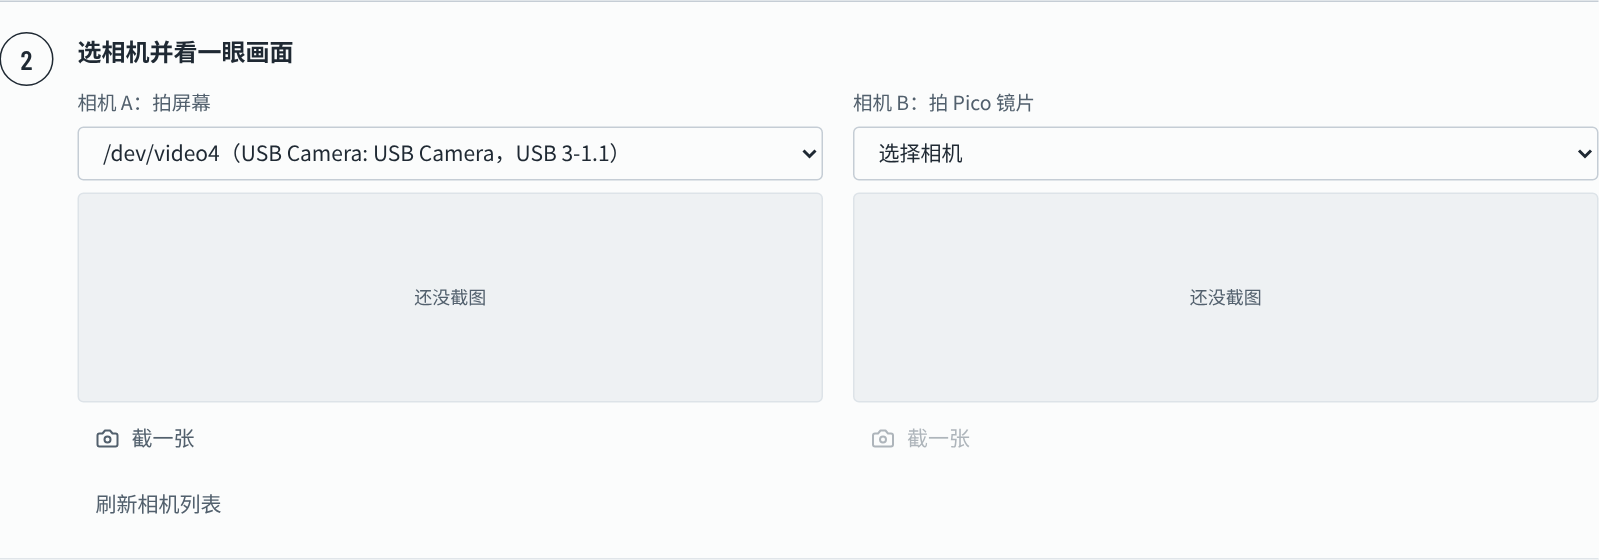 2
选相机并看一眼画面
相机 A：拍屏幕
相机 B：拍 Pico 镜片
/dev/video4（USB Camera: USB Camera，USB 3-1.1）
选择相机
还没截图
还没截图
截一张
截一张
刷新相机列表